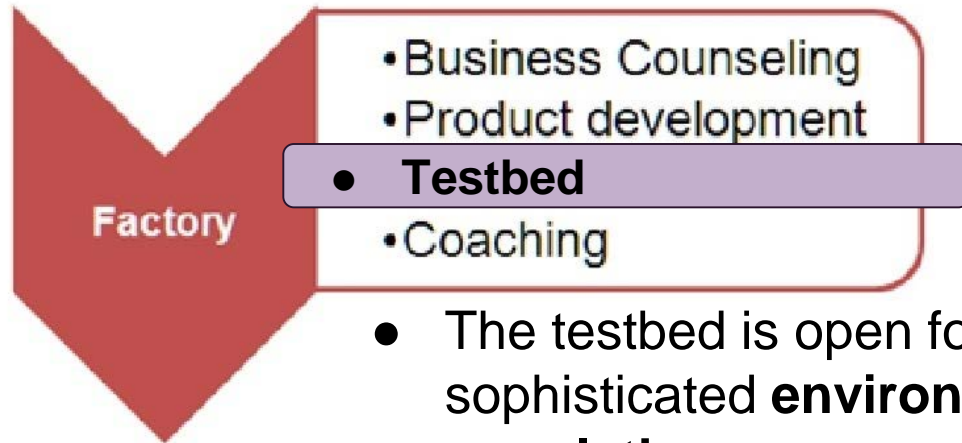 Factory
•Business Counseling
•Product development
● Testbed
•Coaching
● The testbed is open
sophisticated